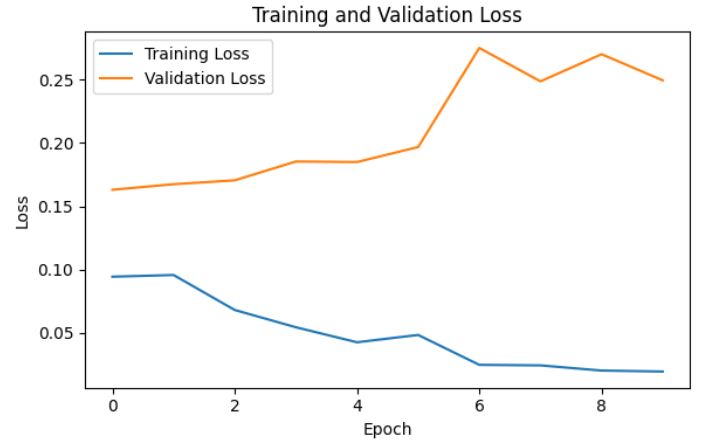 Training and Validation Loss
Training Loss
Validation Loss
0.25
0.20
0.15
0.10
0.05
Loss
0 2 4 6 8
Epoch